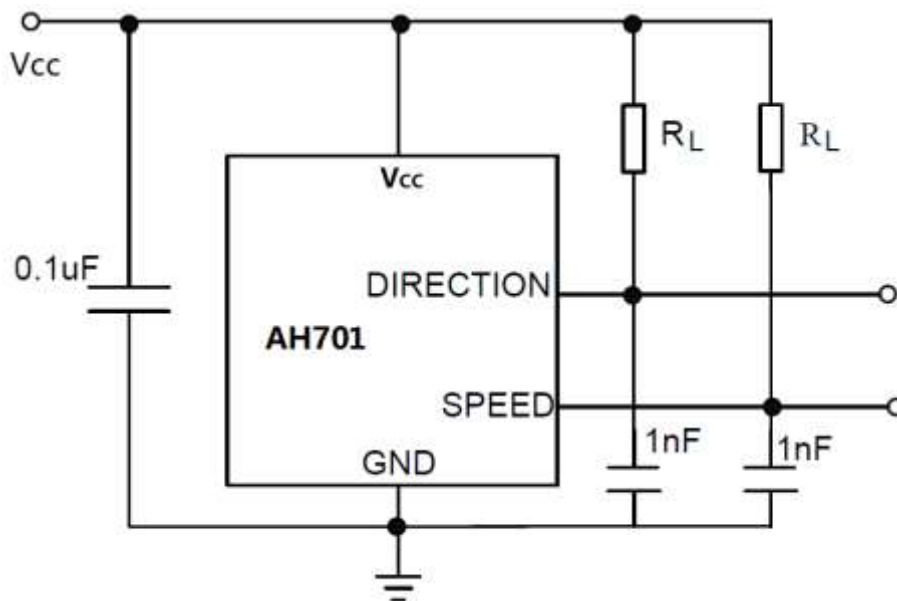 Vcc
RL
RL
Vcc
0.1uF
DIRECTION
AH701
SPEED
1nF
1nF
GND